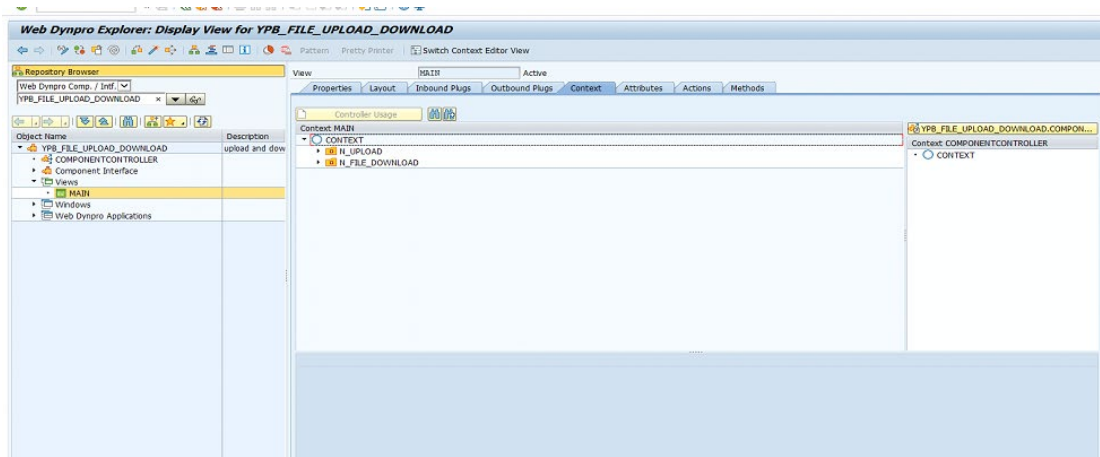 Web Dynpro Explorer: Display View for YPB_FILE_UPLOAD_DOWNLOAD
Pattern Pretty Printer Switch Context Editor View
Repository Browser
Web Dynpro Comp. / Intf.
YPB_FILE_UPLOAD_DOWNLOAD
Object Name Description
YPB_FILE_UPLOAD_DOWNLOAD upload and dow
COMPONENTCONTROLLER
Component Interface
Views
MAIN
Windows
Web Dynpro Applications
View MAIN Active
Properties Layout Inbound Plugs Outbound Plugs Context Attributes Actions Methods
Controller Usage
Context MAIN
CONTEXT
N_UPLOAD
N_FILE_DOWNLOAD
YPB_FILE_UPLOAD_DOWNLOAD.COMPON...
Context COMPONENTCONTROLLER
CONTEXT